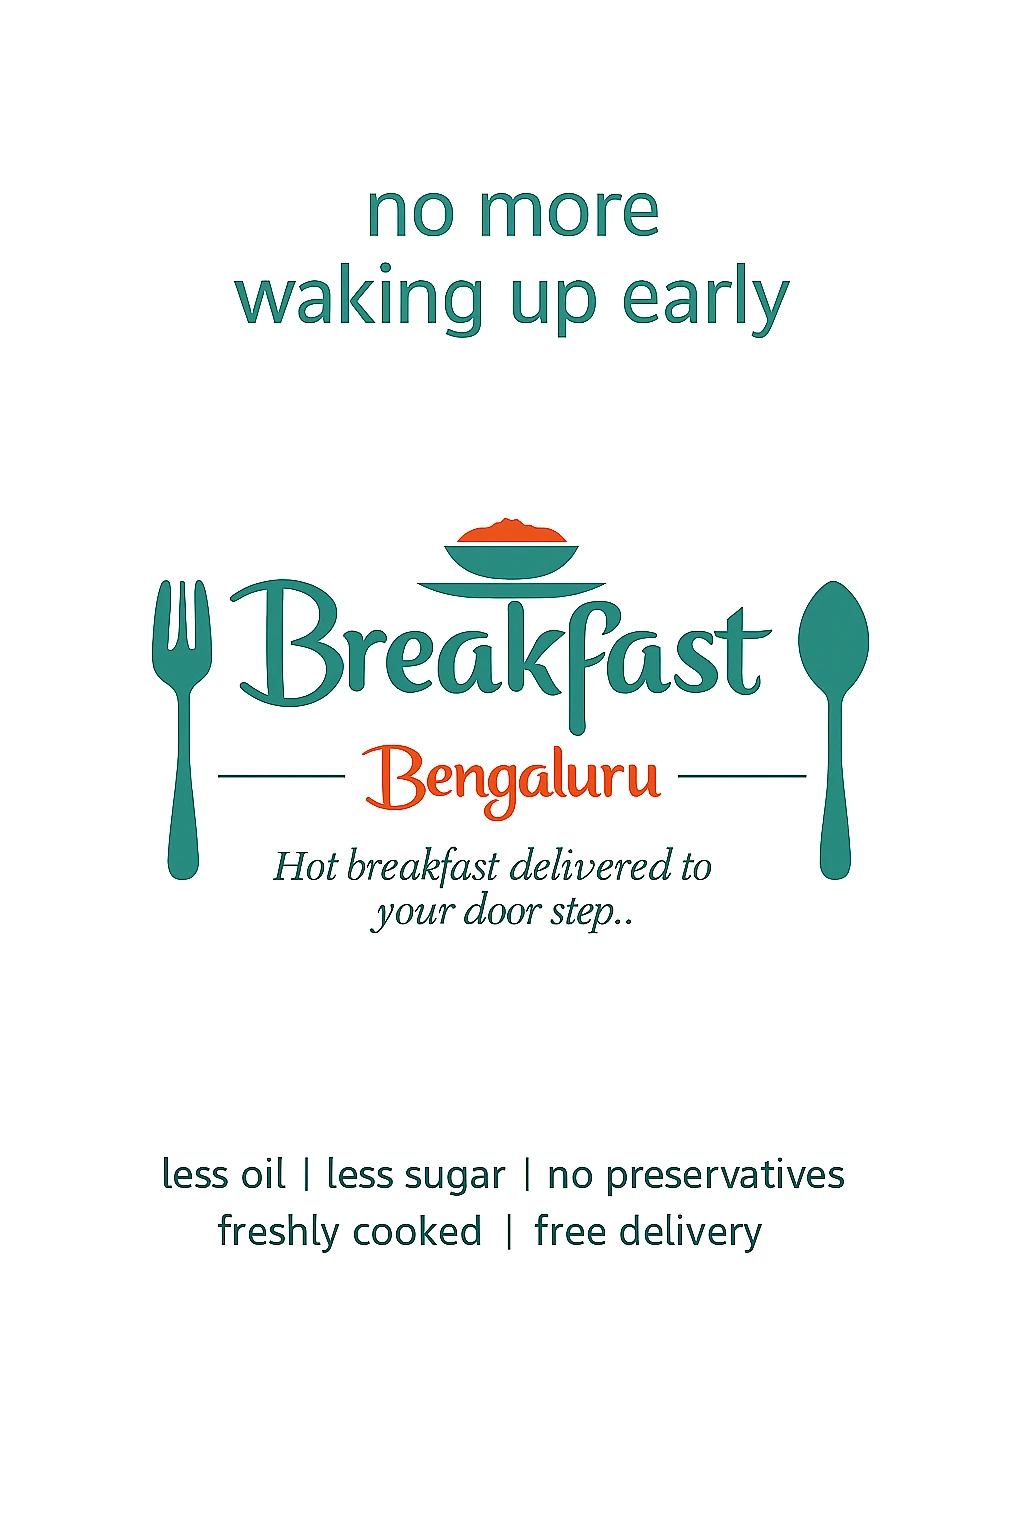 no more
waking up early
Breakfast
Bengaluru
Hot breakfast delivered to
your door step..
less oil | less sugar | no preservatives
freshly cooked | free delivery